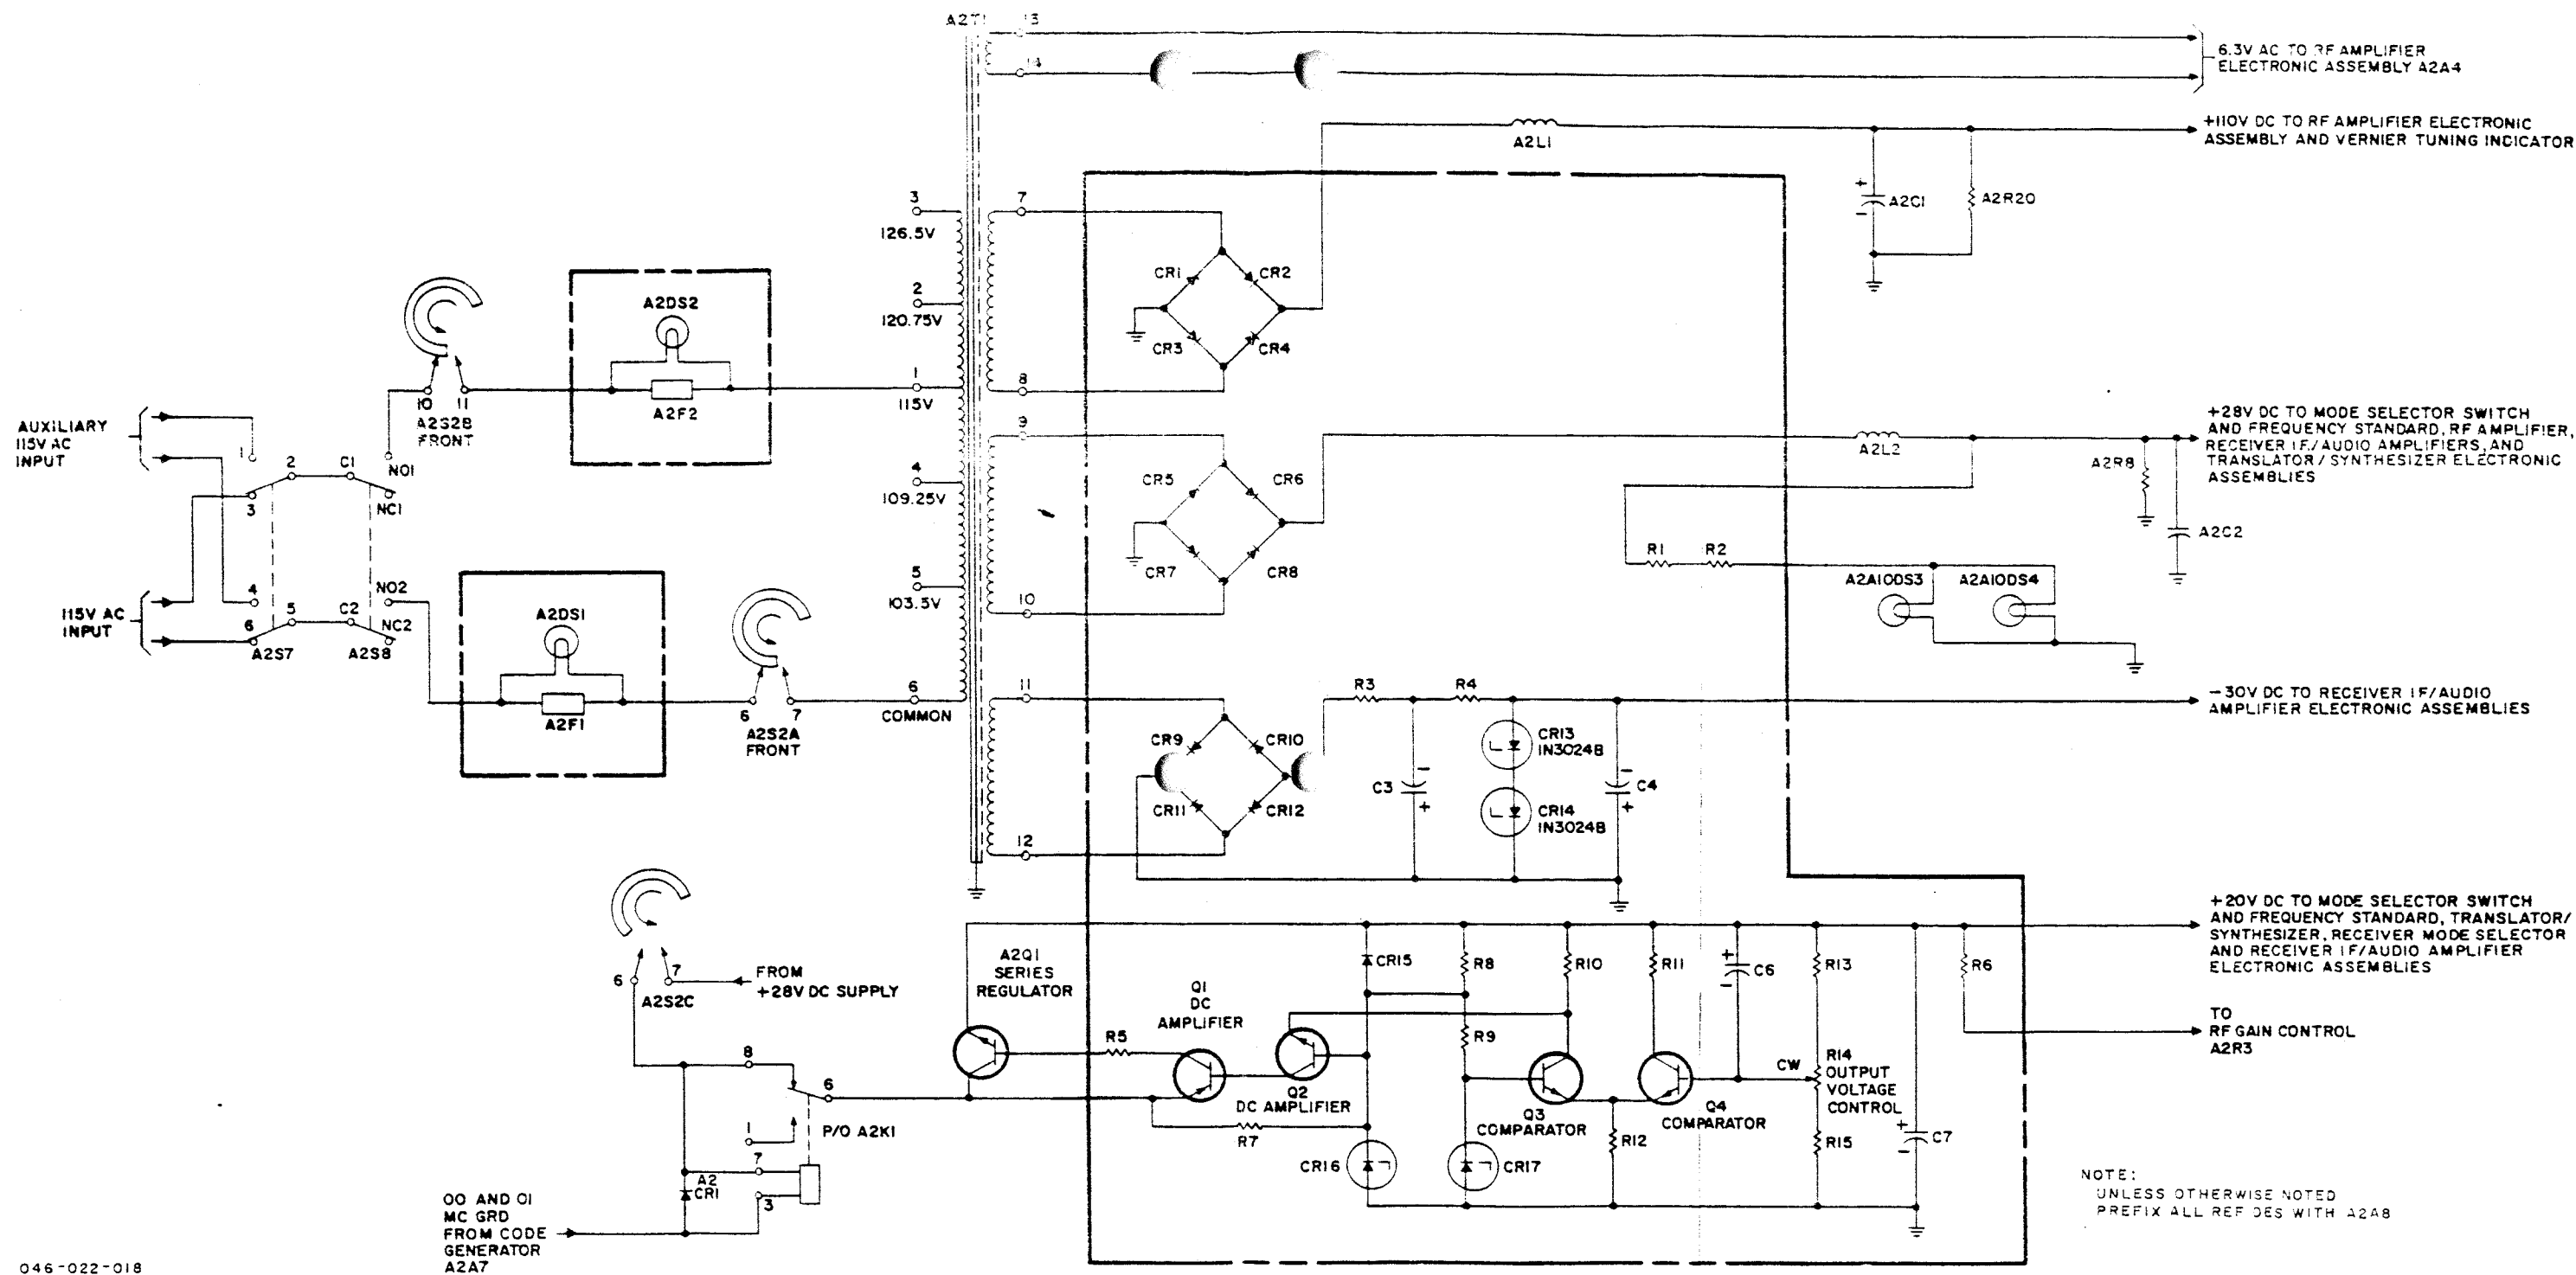 A2T1
13
14
6.3V AC TO RF AMPLIFIER
ELECTRONIC ASSEMBLY A2A4
A2L1
+110V DC TO RF AMPLIFIER ELECTRONIC
ASSEMBLY AND VERNIER TUNING INDICATOR
+
-
A2C1
A2R20
3
126.5V
2
120.75V
1
115V
4
109.25V
5
103.5V
6
COMMON
7
8
CR1
CR2
CR3
CR4
A2DS2
A2F2
10
11
A2S2B
FRONT
AUXILIARY
115V AC
INPUT
1
2
C1
NO1
3
NC1
4
5
C2
NO2
6
NC2
A2S7
A2S8
115V AC
INPUT
A2DS1
A2F1
6
7
A2S2A
FRONT
9
10
CR5
CR6
CR7
CR8
A2L2
A2R8
A2C2
+28V DC TO MODE SELECTOR SWITCH
AND FREQUENCY STANDARD, RF AMPLIFIER,
RECEIVER I.F./AUDIO AMPLIFIERS, AND
TRANSLATOR/SYNTHESIZER ELECTRONIC
ASSEMBLIES
R1
R2
A2A10DS3
A2A10DS4
11
12
CR9
CR10
CR11
CR12
R3
R4
-
C3
+
CR13
1N3024B
CR14
1N3024B
-
C4
+
-30V DC TO RECEIVER IF/AUDIO
AMPLIFIER ELECTRONIC ASSEMBLIES
6
7
A2S2C
FROM
+28V DC SUPPLY
8
6
1
P/O A2K1
7
3
A2
CR1
00 AND 01
MC GRD
FROM CODE
GENERATOR
A2A7
A2Q1
SERIES
REGULATOR
R5
Q1
DC
AMPLIFIER
Q2
DC AMPLIFIER
R7
CR15
CR16
R8
R9
CR17
R10
Q3
COMPARATOR
R11
R12
Q4
COMPARATOR
+
C6
-
CW
R13
R14
OUTPUT
VOLTAGE
CONTROL
R15
+
C7
-
R6
+20V DC TO MODE SELECTOR SWITCH
AND FREQUENCY STANDARD, TRANSLATOR/
SYNTHESIZER, RECEIVER MODE SELECTOR
AND RECEIVER IF/AUDIO AMPLIFIER
ELECTRONIC ASSEMBLIES
TO
RF GAIN CONTROL
A2R3
NOTE:
UNLESS OTHERWISE NOTED
PREFIX ALL REF DES WITH A2A8
046-022-018